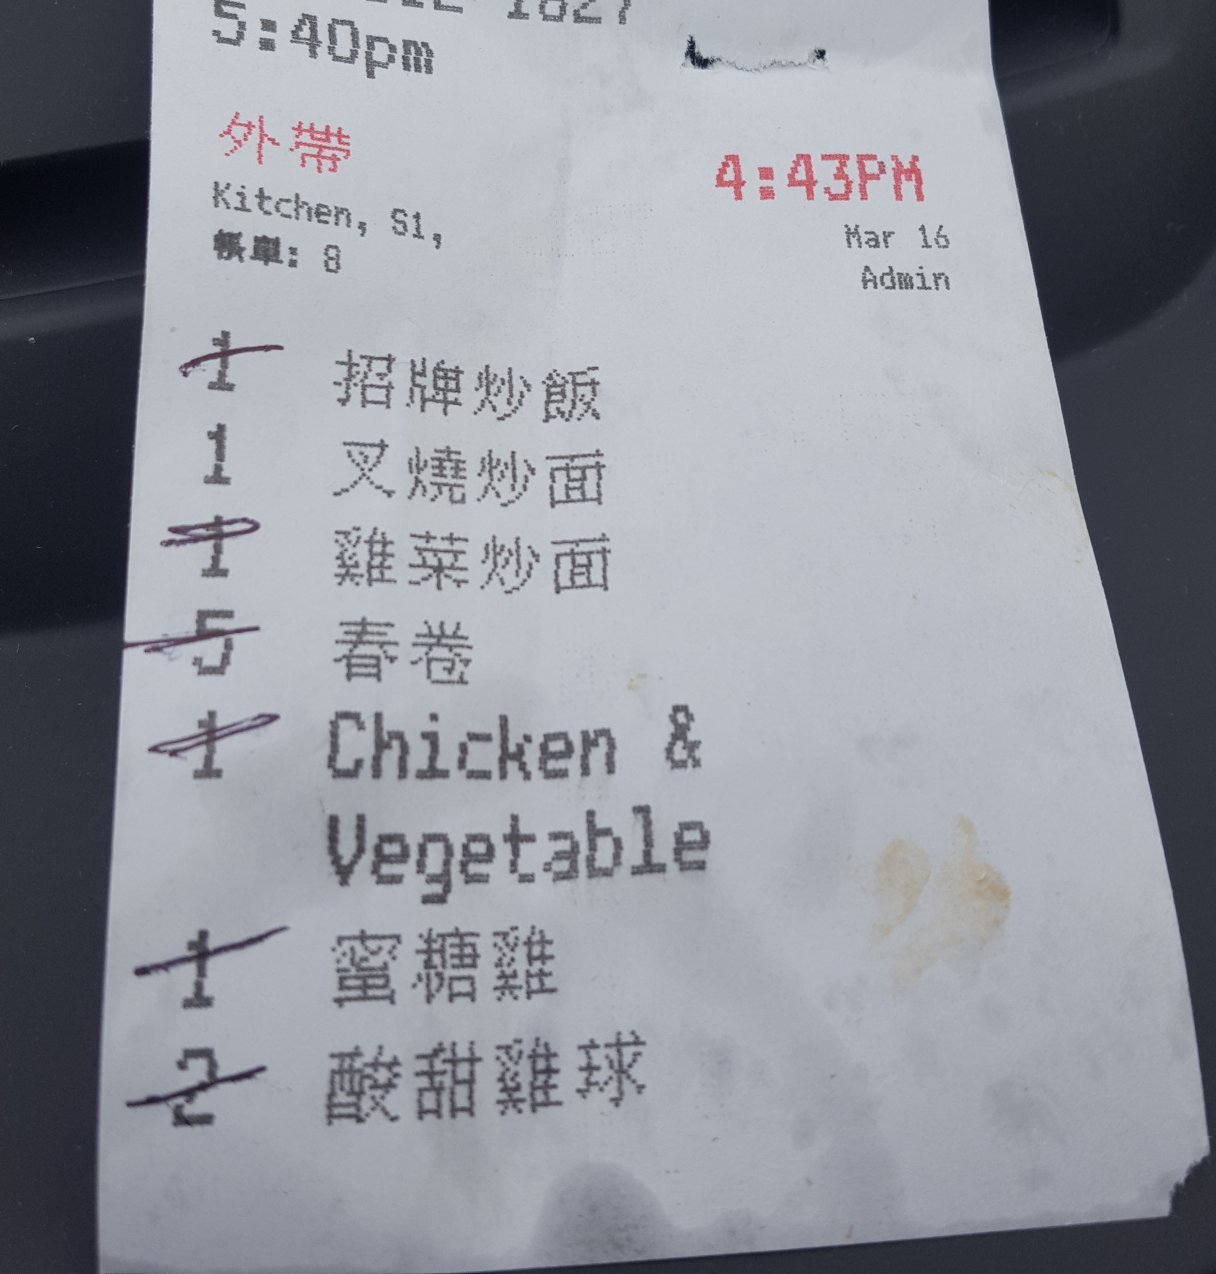 1827
5:40pm
外帶
4:43PM
Kitchen, S1,
Mar 16
帳單: 8
Admin
1 招牌炒飯
1 叉燒炒面
1 雞菜炒面
5 春卷
1 Chicken &
Vegetable
1 蜜糖雞
2 酸甜雞球